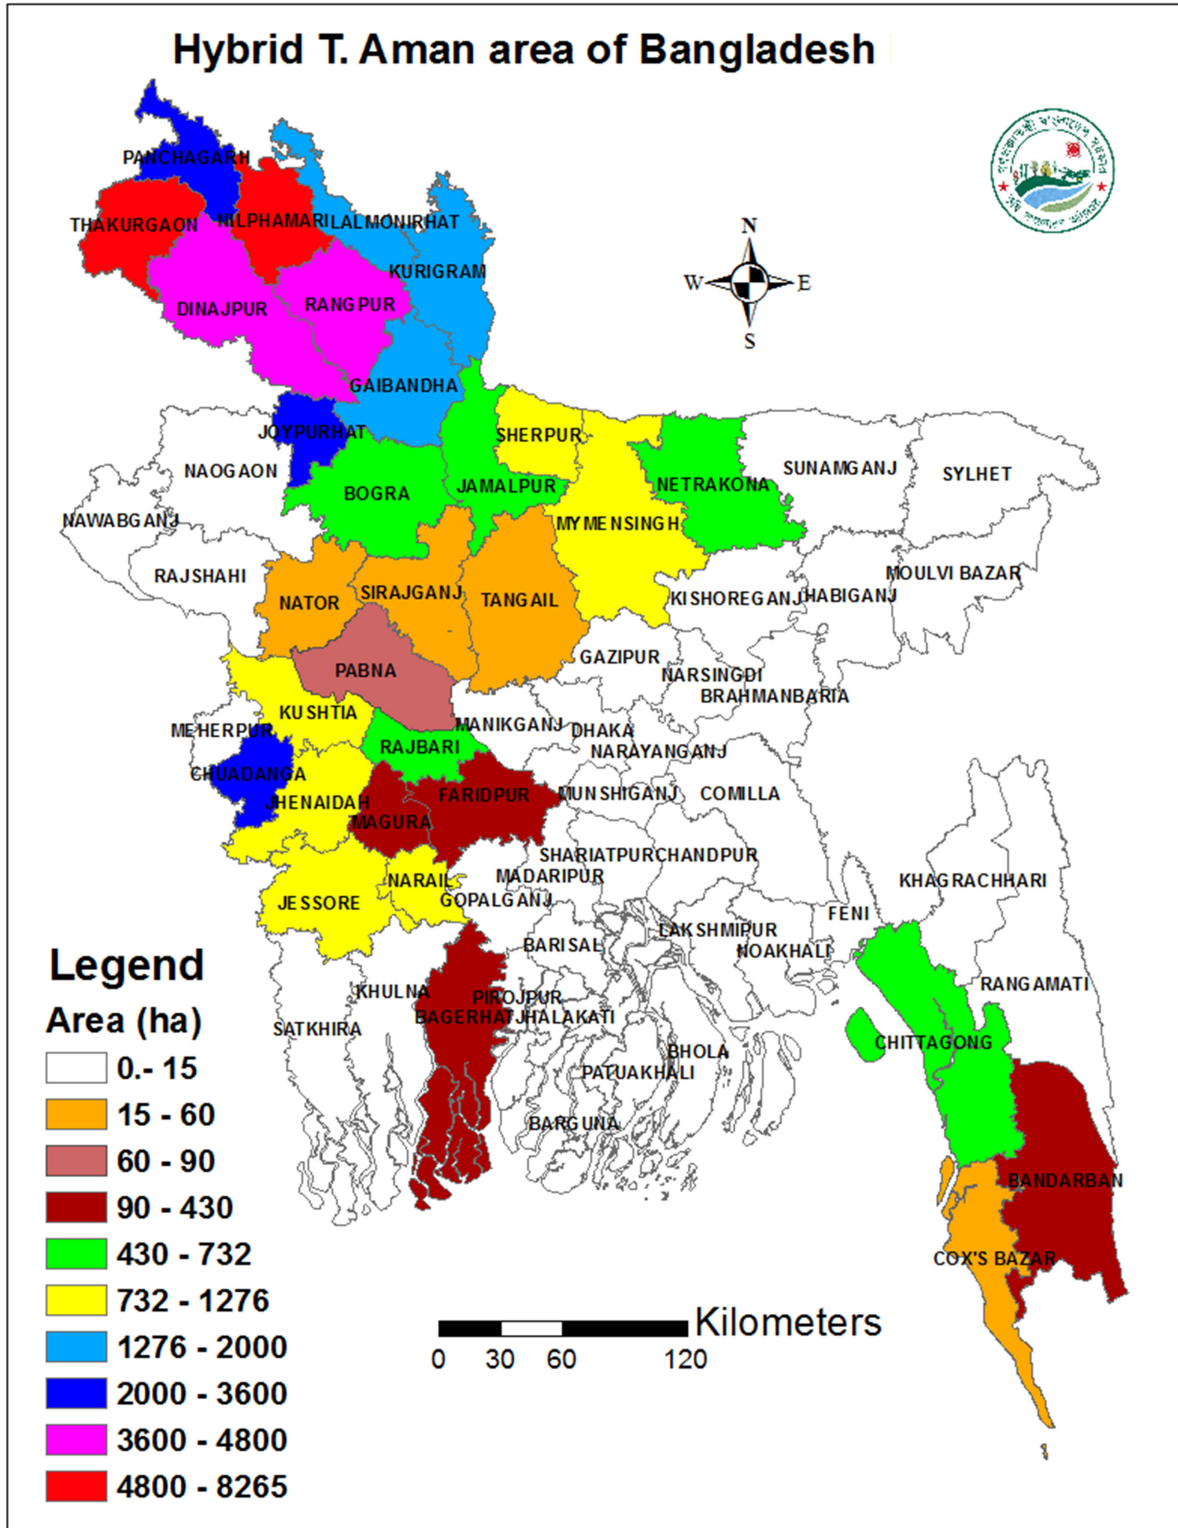 Hybrid T. Aman area of Bangladesh
PANCHAGARH
THAKURGAON
NILPHAMARI
LALMONIRHAT
KURIGRAM
DINAJPUR
RANGPUR
GAIBANDHA
JOYPURHAT
NAOGAON
BOGRA
JAMALPUR
SHERPUR
NETRAKONA
SUNAMGANJ
SYLHET
NAWABGANJ
MYMENSINGH
RAJSHAHI
MOULVI BAZAR
NATOR
SIRAJGANJ
TANGAIL
KISHOREGANJ
HABIGANJ
PABNA
GAZIPUR
NARSINGDI
BRAHMANBARIA
KUSHTIA
MEHERPUR
MANIKGANJ
DHAKA
RAJBARI
NARAYANGANJ
CHUADANGA
JHENAIDAH
MAGURA
FARIDPUR
MUNSHIGANJ
COMILLA
SHARIATPUR
CHANDPUR
MADARIPUR
KHAGRACHHARI
JESSORE
NARAIL
GOPALGANJ
FENI
BARISAL
LAKSHMIPUR
NOAKHALI
RANGAMATI
KHULNA
PIROJPUR
SATKHIRA
BAGERHAT
JHALAKATI
CHITTAGONG
BHOLA
PATUAKHALI
BARGUNA
BANDARBAN
COX'S BAZAR
N
W
E
S
Legend
Area (ha)
0.- 15
15 - 60
60 - 90
90 - 430
430 - 732
732 - 1276
1276 - 2000
2000 - 3600
3600 - 4800
4800 - 8265
Kilometers
0 30 60 120